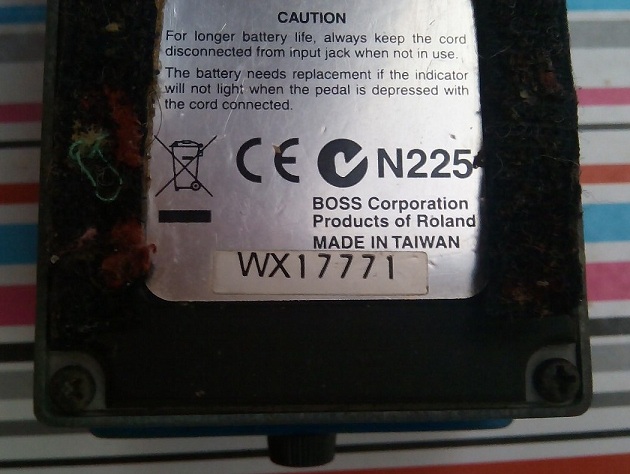 CAUTION
For longer battery life, always keep the cord
disconnected from input jack when not in use.
• The battery needs replacement if the indicator
will not light when the pedal is depressed with
the cord connected.
CE N225
BOSS Corporation
Products of Roland
MADE IN TAIWAN
WX17771